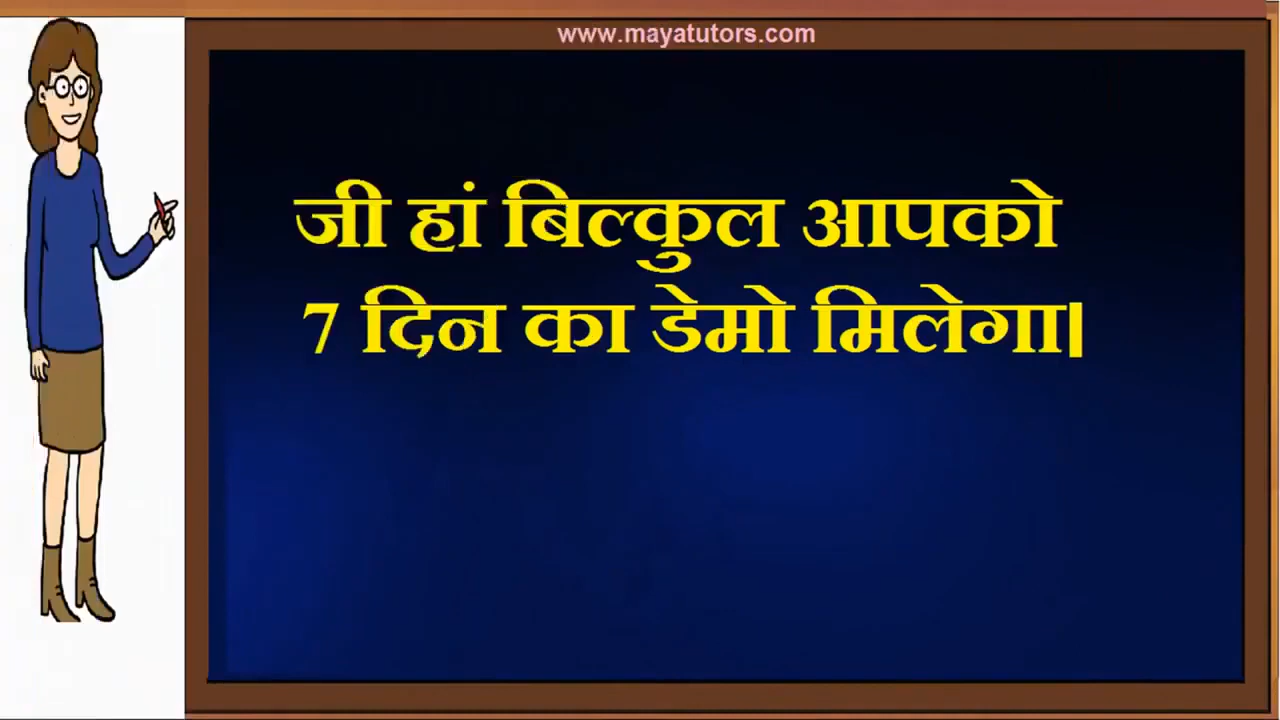 www.mayatutors.com
जी हां बिल्कुल आपको
7 दिन का डेमो मिलेगा।